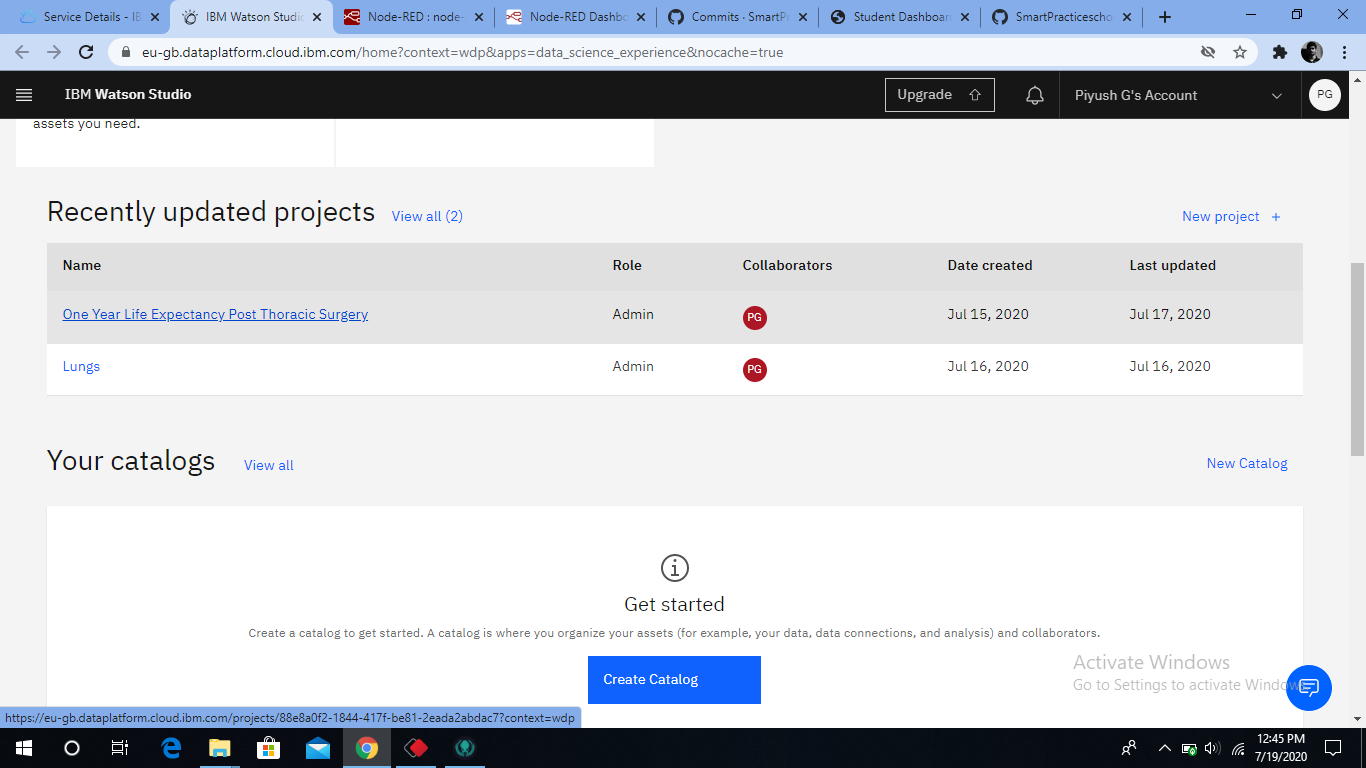 Service Details - IB
IBM Watson Studio
Node-RED : node-
Node-RED Dashbo
Commits · SmartPr
Student Dashboar
SmartPracticescho
eu-gb.dataplatform.cloud.ibm.com/home?context=wdp&apps=data_science_experience&nocache=true
IBM Watson Studio
Upgrade
Piyush G's Account
PG
assets you need.
Recently updated projects
View all (2)
New project +
Name Role Collaborators Date created Last updated
One Year Life Expectancy Post Thoracic Surgery Admin PG Jul 15, 2020 Jul 17, 2020
Lungs Admin PG Jul 16, 2020 Jul 16, 2020
Your catalogs
View all
New Catalog
Get started
Create a catalog to get started. A catalog is where you organize your assets (for example, your data, data connections, and analysis) and collaborators.
Create Catalog
Activate Windows
Go to Settings to activate Windows.
https://eu-gb.dataplatform.cloud.ibm.com/projects/88e8a0f2-1844-417f-be81-2eada2abdac7?context=wdp
12:45 PM
7/19/2020